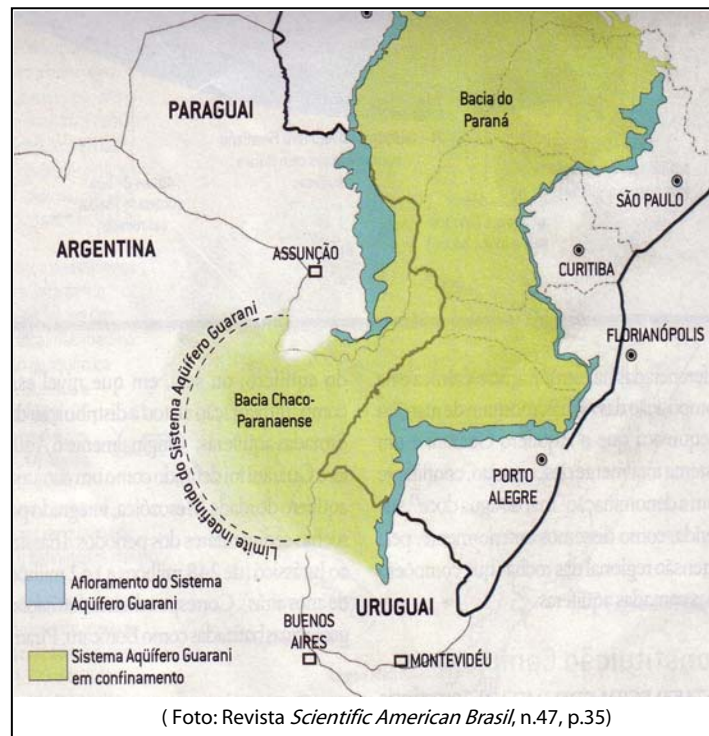 PARAGUAI
Bacia do
Paraná
SÃO PAULO
ARGENTINA
ASSUNÇÃO
CURITIBA
FLORIANÓPOLIS
Bacia Chaco-
Paranaense
Limite Indefinido do Sistema Aqüífero Guarani
PORTO
ALEGRE
Afloramento do Sistema
Aqüífero Guarani
URUGUAI
BUENOS
AIRES
MONTEVIDÉU
Sistema Aqüífero Guarani
em confinamento
( Foto: Revista Scientific American Brasil, n.47, p.35)